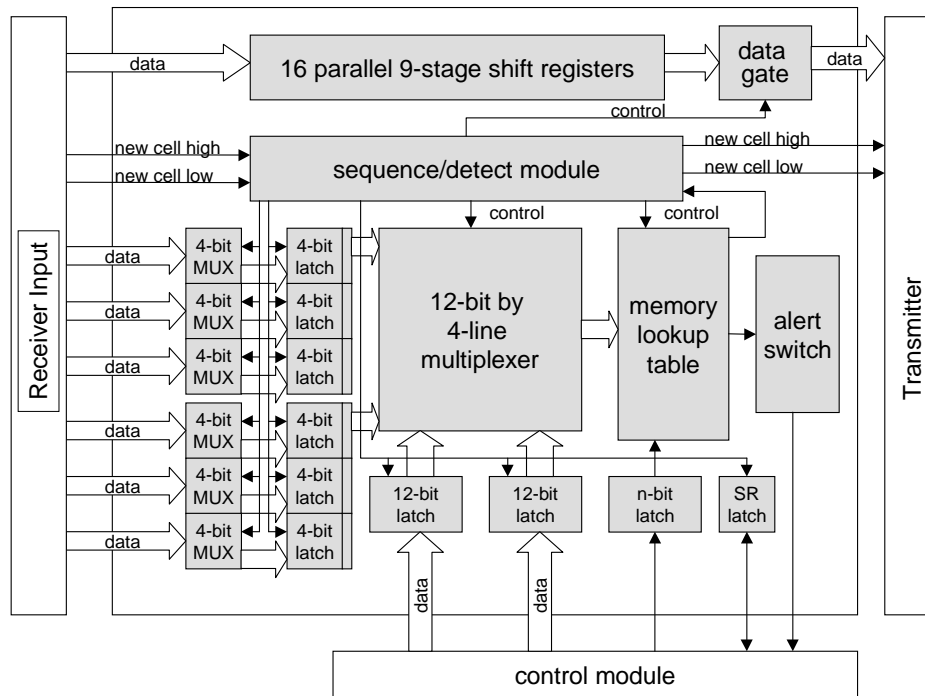 data
16 parallel 9-stage shift registers
data
gate
data
control
new cell high
new cell low
sequence/detect module
new cell high
new cell low
control
control
Receiver Input
Transmitter
data
4-bit
MUX
4-bit
latch
data
4-bit
MUX
4-bit
latch
data
4-bit
MUX
4-bit
latch
data
4-bit
MUX
4-bit
latch
data
4-bit
MUX
4-bit
latch
data
4-bit
MUX
4-bit
latch
12-bit by
4-line
multiplexer
memory
lookup
table
alert
switch
12-bit
latch
12-bit
latch
n-bit
latch
SR
latch
data
data
control module